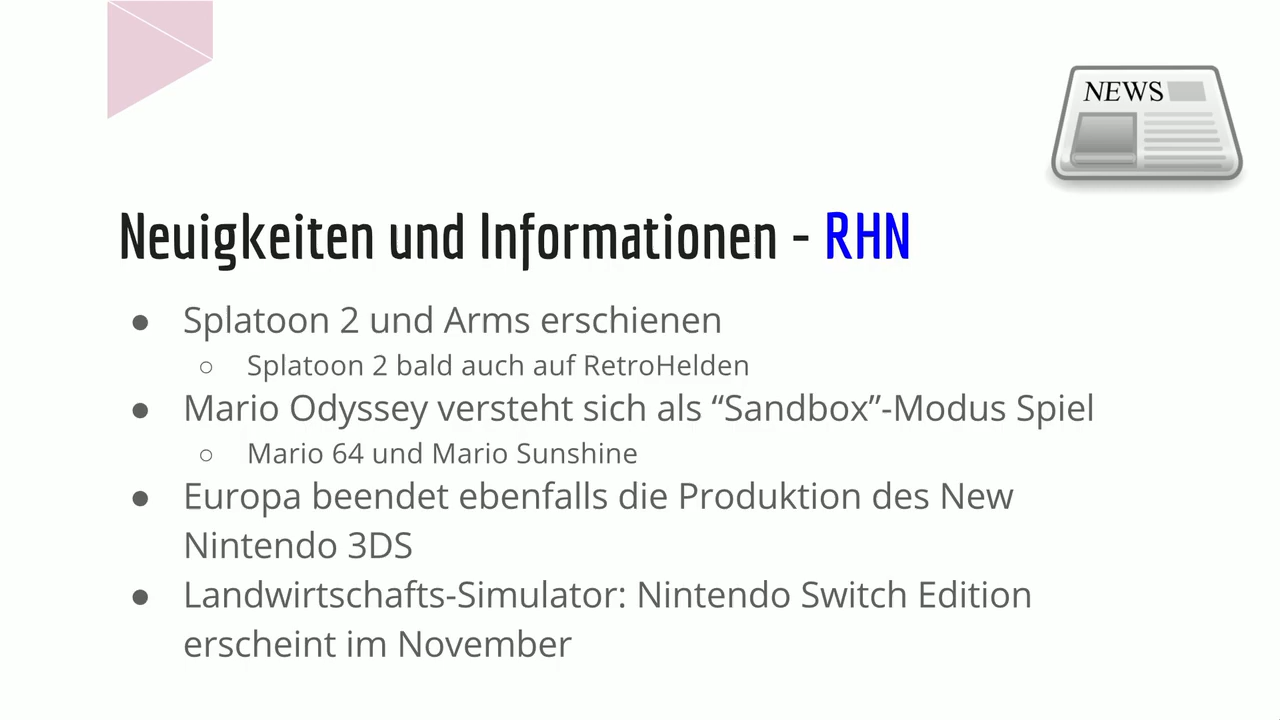 NEWS
Neuigkeiten und Informationen - RHN
● Splatoon 2 und Arms erschienen
○ Splatoon 2 bald auch auf RetroHelden
● Mario Odyssey versteht sich als “Sandbox”-Modus Spiel
○ Mario 64 und Mario Sunshine
● Europa beendet ebenfalls die Produktion des New
Nintendo 3DS
● Landwirtschafts-Simulator: Nintendo Switch Edition
erscheint im November